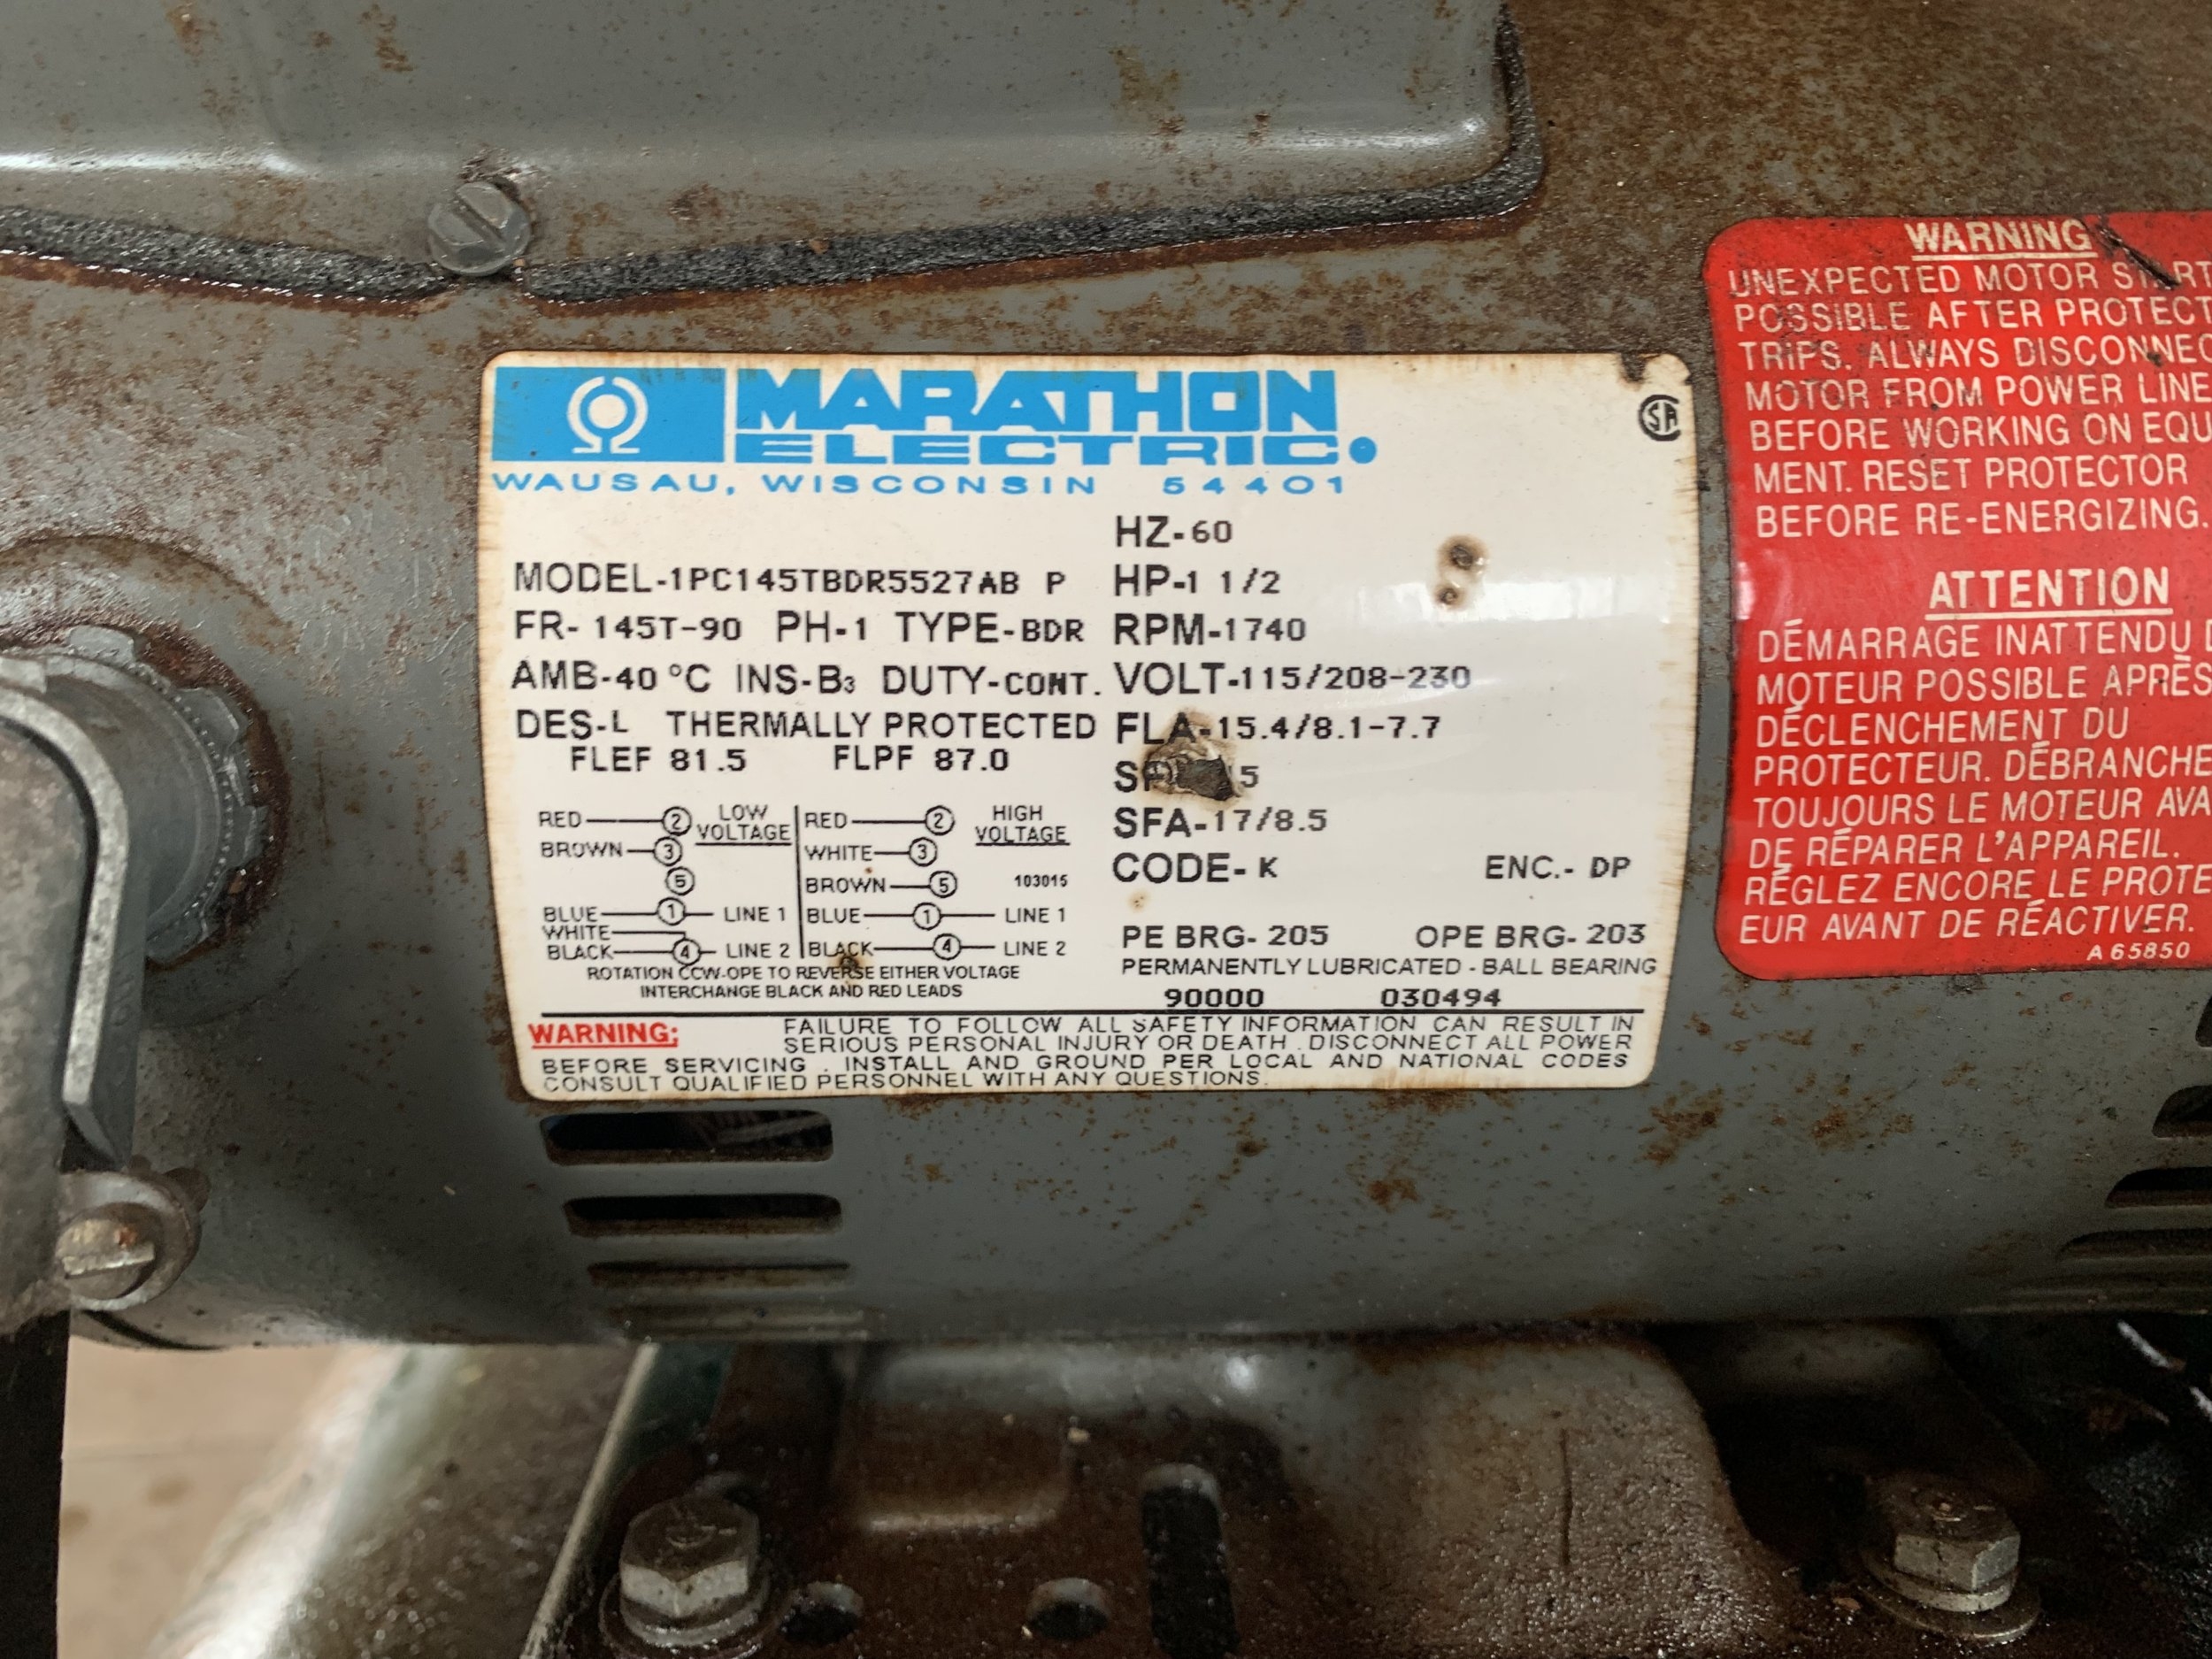 MARATHON
ELECTRIC
WAUSAU, WISCONSIN 54401
SA
HZ-60
MODEL-1PC145TBDR5527AB P HP-1 1/2
FR- 145T-90 PH-1 TYPE-BDR RPM-1740
AMB-40 °C INS-B3 DUTY-CONT. VOLT-115/208-230
DES-L THERMALLY PROTECTED FLA-15.4/8.1-7.7
FLEF 81.5 FLPF 87.0
SFA-17/8.5
CODE-K ENC.- DP
PE BRG- 205 OPE BRG- 203
PERMANENTLY LUBRICATED - BALL BEARING
90000 030494
RED 2 LOW VOLTAGE
BROWN 3
5
BLUE 1 LINE 1
WHITE
BLACK 4 LINE 2
RED 2 HIGH VOLTAGE
WHITE 3
BROWN 5 103015
BLUE 1 LINE 1
BLACK 4 LINE 2
ROTATION CCW-OPE TO REVERSE EITHER VOLTAGE
INTERCHANGE BLACK AND RED LEADS
WARNING: FAILURE TO FOLLOW ALL SAFETY INFORMATION CAN RESULT IN
SERIOUS PERSONAL INJURY OR DEATH. DISCONNECT ALL POWER
BEFORE SERVICING. INSTALL AND GROUND PER LOCAL AND NATIONAL CODES
CONSULT QUALIFIED PERSONNEL WITH ANY QUESTIONS.
WARNING
UNEXPECTED MOTOR
POSSIBLE AFTER
TRIPS. ALWAYS
MOTOR FROM POWER LINE
BEFORE WORKING ON
MENT. RESET PROTECTOR
BEFORE RE-ENERGIZING.
ATTENTION
DÉMARRAGE INATTENDU
MOTEUR POSSIBLE APRÈS
DÉCLENCHEMENT DU
PROTECTEUR. DÉBRANCHE
TOUJOURS LE MOTEUR
DE RÉPARER L'APPAREIL.
RÉGLEZ ENCORE LE
EUR AVANT DE RÉACTIVER.
A 65850